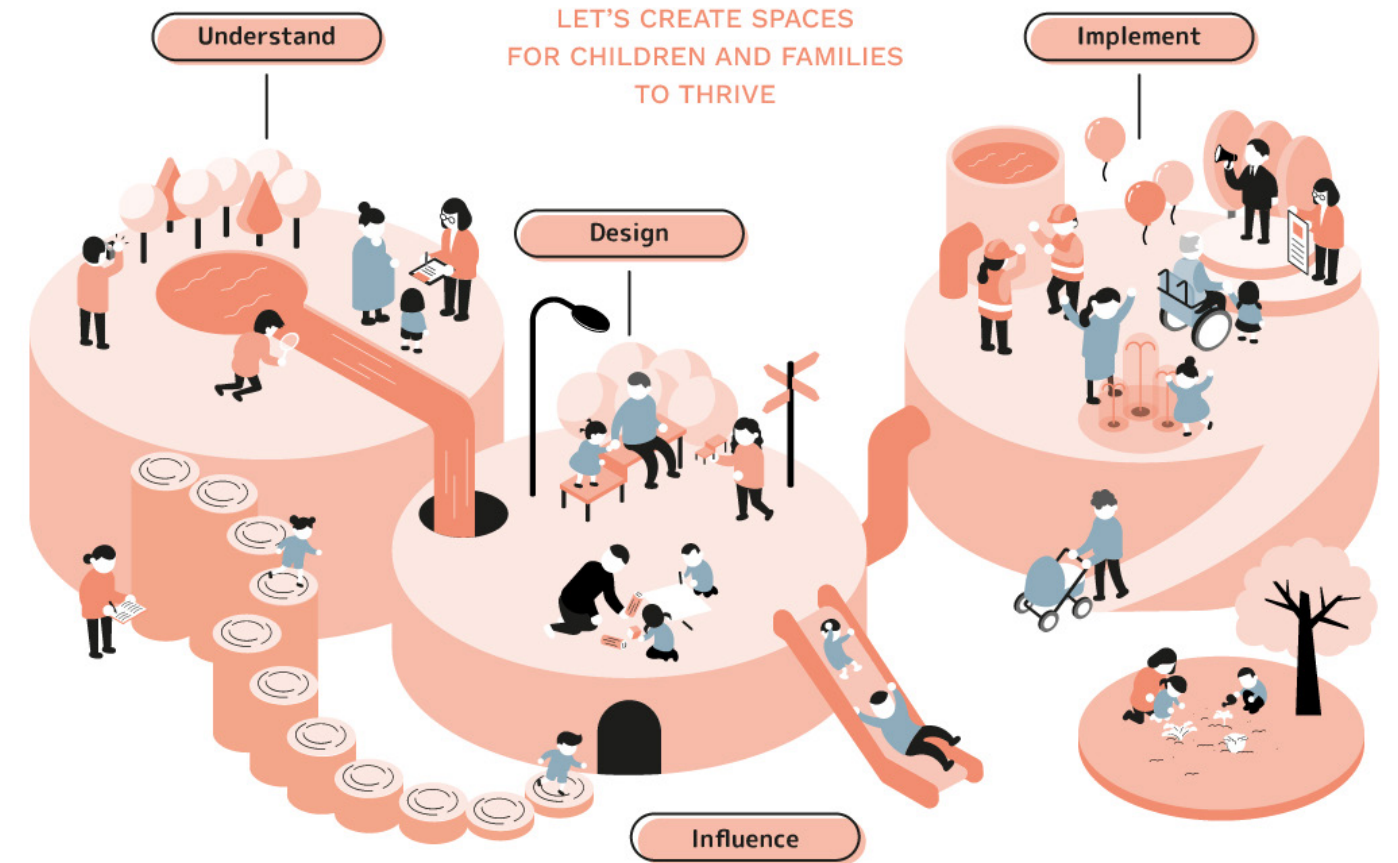 LET’S CREATE SPACES
FOR CHILDREN AND FAMILIES
TO THRIVE
Understand
Implement
Design
Influence